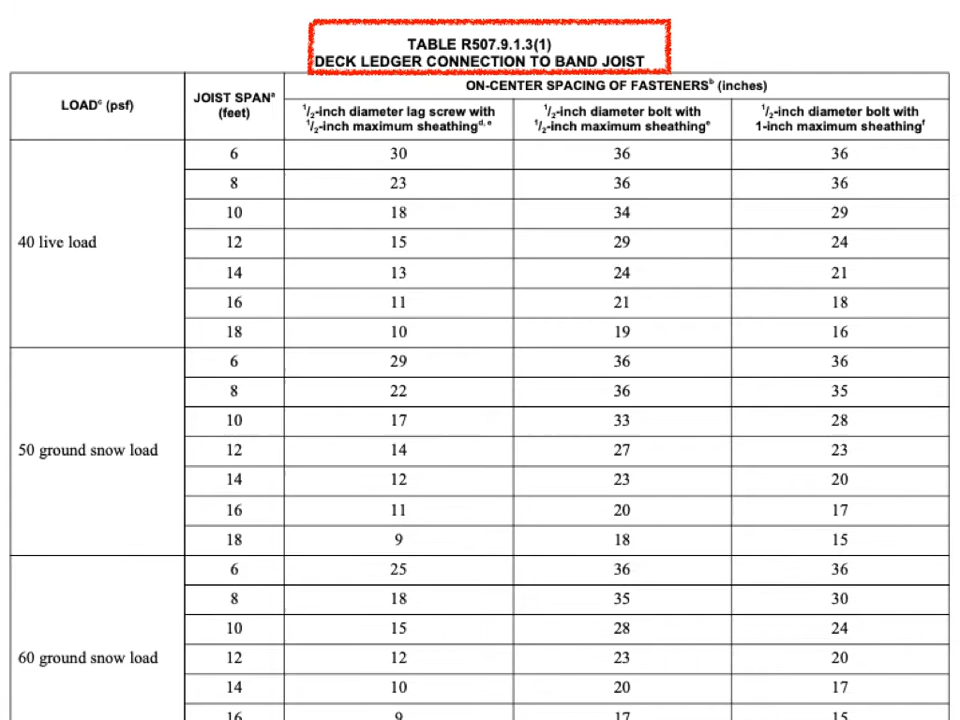 TABLE R507.9.1.3(1)
DECK LEDGER CONNECTION TO BAND JOIST
LOADᶜ (psf) JOIST SPANᵃ (feet) ON-CENTER SPACING OF FASTENERSᵇ (inches)
1/2-inch diameter lag screw with 1/2-inch maximum sheathingᵈ, ᵉ 1/2-inch diameter bolt with 1/2-inch maximum sheathingᵉ 1/2-inch diameter bolt with 1-inch maximum sheathingᶠ
40 live load
6 30 36 36
8 23 36 36
10 18 34 29
12 15 29 24
14 13 24 21
16 11 21 18
18 10 19 16
50 ground snow load
6 29 36 36
8 22 36 35
10 17 33 28
12 14 27 23
14 12 23 20
16 11 20 17
18 9 18 15
60 ground snow load
6 25 36 36
8 18 35 30
10 15 28 24
12 12 23 20
14 10 20 17
16 9 17 15